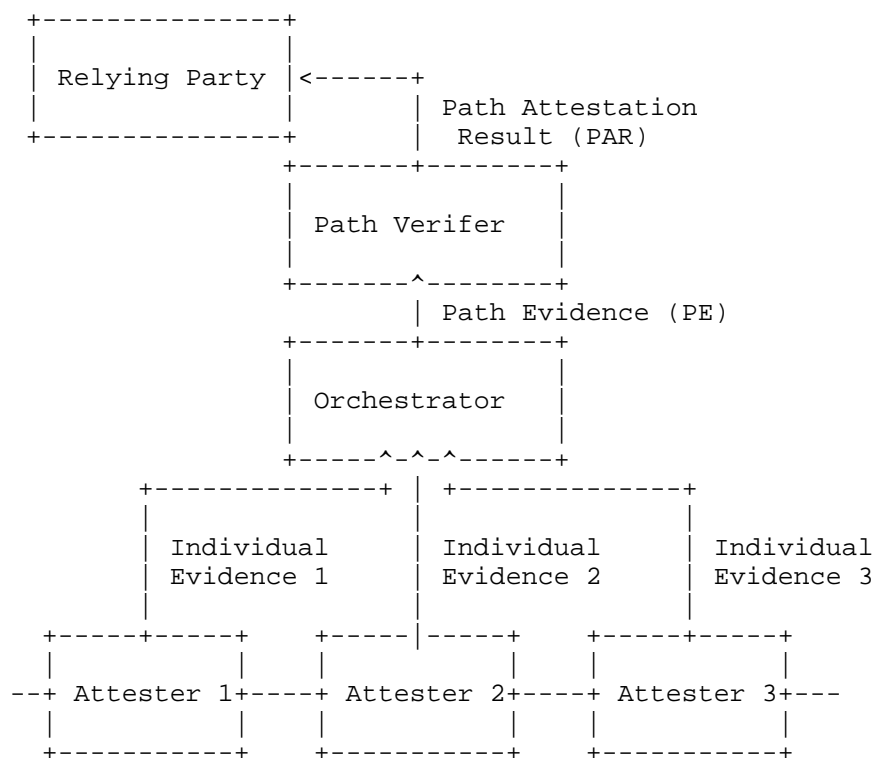 Relying Party
Path Attestation
Result (PAR)
Path Verifer
Path Evidence (PE)
Orchestrator
Individual Individual Individual
Evidence 1 Evidence 2 Evidence 3
Attester 1 Attester 2 Attester 3